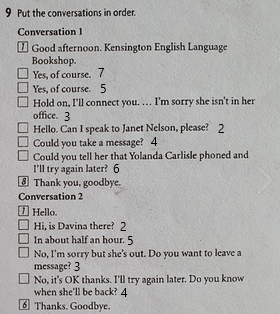 9 Put the conversations in order.
Conversation 1
1 Good afternoon. Kensington English Language
Bookshop.
Yes, of course. 7
Yes, of course. 5
Hold on, I'll connect you. ... I'm sorry she isn't in her
office. 3
Hello. Can I speak to Janet Nelson, please? 2
Could you take a message? 4
Could you tell her that Yolanda Carlisle phoned and
I'll try again later? 6
8 Thank you, goodbye.
Conversation 2
1 Hello.
Hi, is Davina there? 2
In about half an hour. 5
No, I'm sorry but she's out. Do you want to leave a
message? 3
No, it's OK thanks. I'll try again later. Do you know
when she'll be back? 4
6 Thanks. Goodbye.